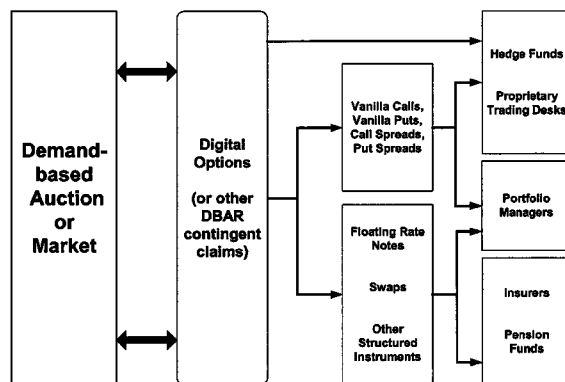 Demand-
based
Auction
or
Market
Digital
Options
(or other
DBAR
contingent
claims)
Vanilla Calls,
Vanilla Puts,
Call Spreads,
Put Spreads
Floating Rate
Notes
Swaps
Other
Structured
Instruments
Hedge Funds
Proprietary
Trading Desks
Portfolio
Managers
Insurers
Pension
Funds